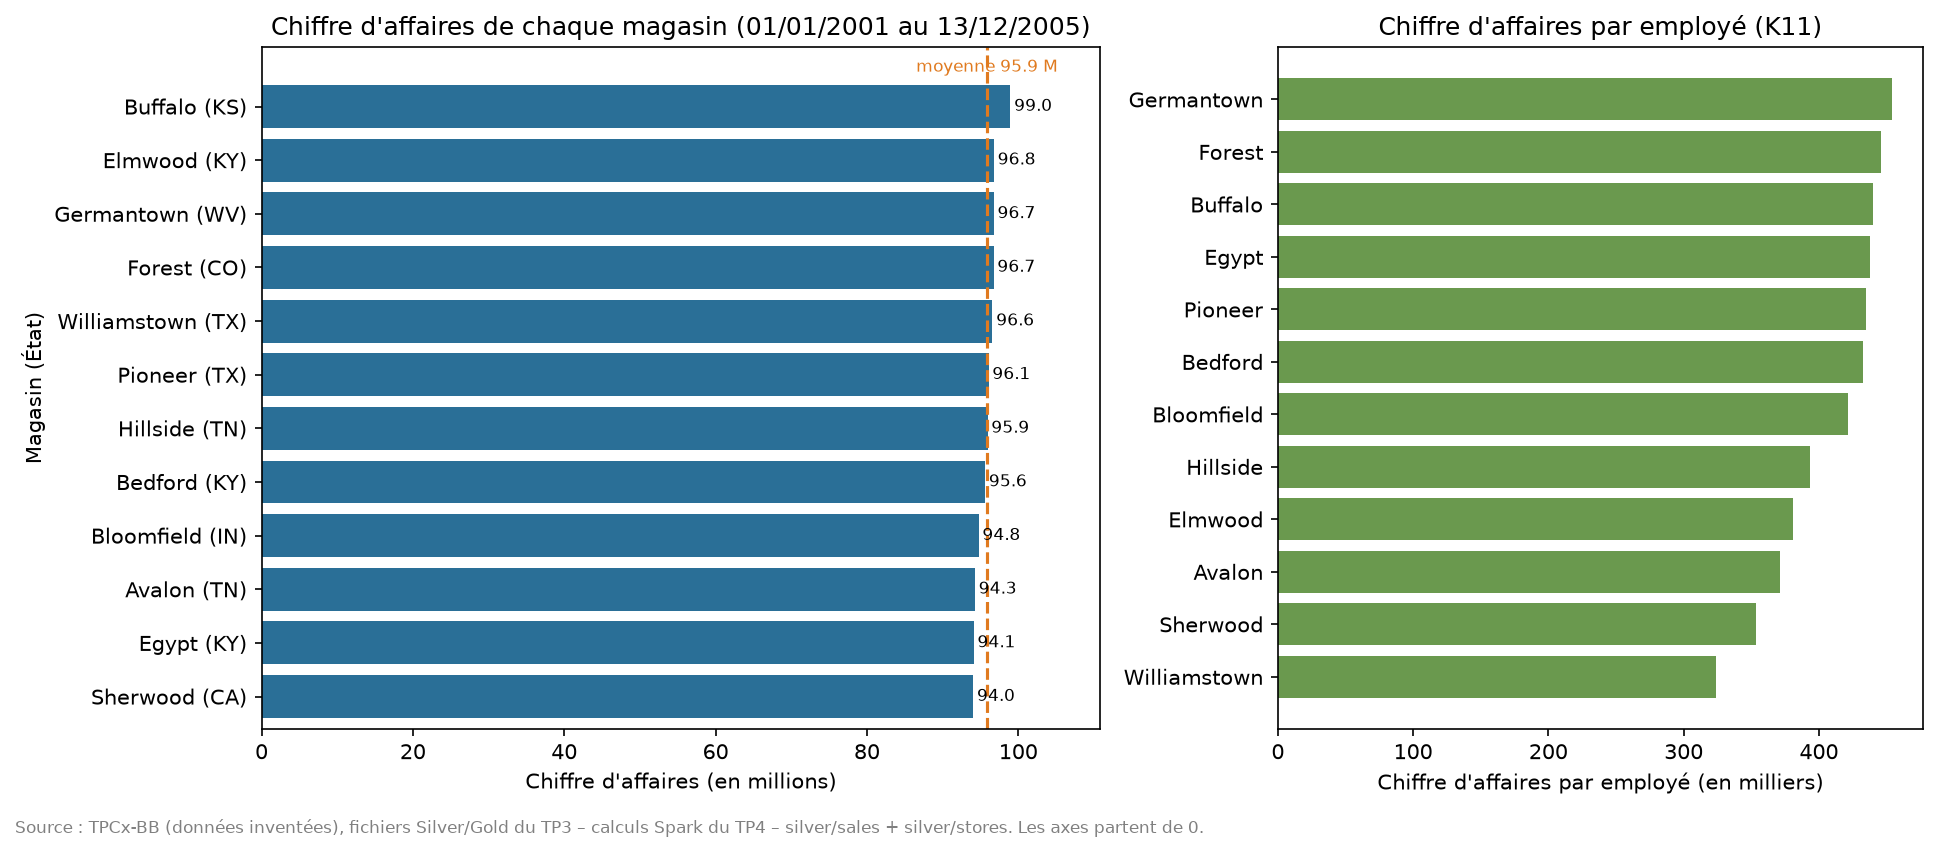 Chiffre d'affaires de chaque magasin (01/01/2001 au 13/12/2005)
moyenne 95.9 M
Magasin (État)
Buffalo (KS) 99.0
Elmwood (KY) 96.8
Germantown (WV) 96.7
Forest (CO) 96.7
Williamstown (TX) 96.6
Pioneer (TX) 96.1
Hillside (TN) 95.9
Bedford (KY) 95.6
Bloomfield (IN) 94.8
Avalon (TN) 94.3
Egypt (KY) 94.1
Sherwood (CA) 94.0
0 20 40 60 80 100
Chiffre d'affaires (en millions)
Chiffre d'affaires par employé (K11)
Germantown
Forest
Buffalo
Egypt
Pioneer
Bedford
Bloomfield
Hillside
Elmwood
Avalon
Sherwood
Williamstown
0 100 200 300 400
Chiffre d'affaires par employé (en milliers)
Source : TPCx-BB (données inventées), fichiers Silver/Gold du TP3 – calculs Spark du TP4 – silver/sales + silver/stores. Les axes partent de 0.